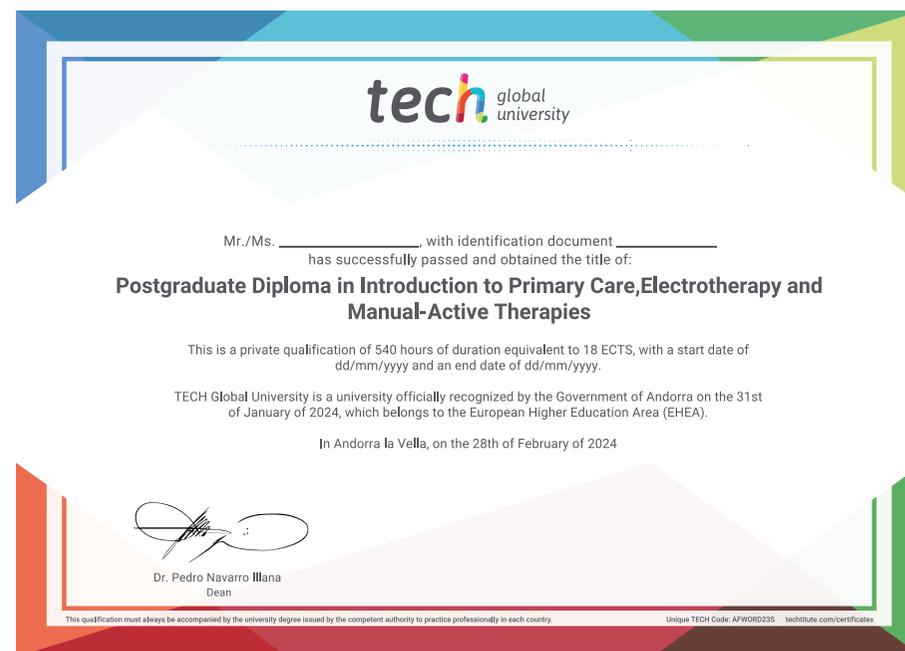 tech global
university
Mr./Ms. ____________, with identification document ____________
has successfully passed and obtained the title of:
Postgraduate Diploma in Introduction to Primary Care,Electrotherapy and
Manual-Active Therapies
This is a private qualification of 540 hours of duration equivalent to 18 ECTS, with a start date of
dd/mm/yyyy and an end date of dd/mm/yyyy.
TECH Global University is a university officially recognized by the Government of Andorra on the 31st
of January of 2024, which belongs to the European Higher Education Area (EHEA).
In Andorra la Vella, on the 28th of February of 2024
Dr. Pedro Navarro Illana
Dean
This qualification must always be accompanied by the university degree issued by the competent authority to practice professionally in each country.
Unique TECH Code: AFWORD23S techtitute.com/certificates